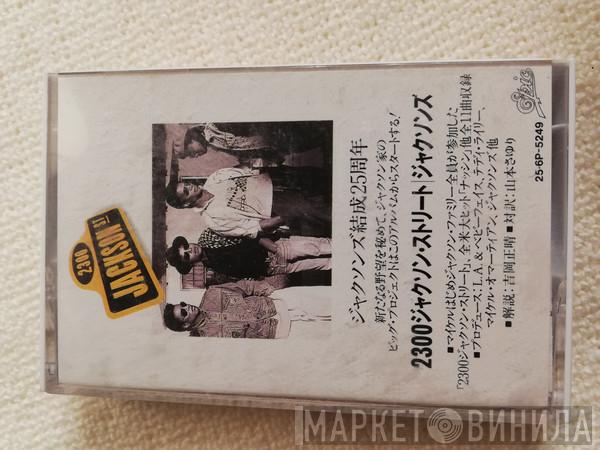 2300
JACKSON ST
ジャクソンズ結成25周年
新たなる野望を秘めて、ジャクソン家の
ビッグ・プロジェクトはこのアルバムからスタートする!
2300ジャクソン・ストリート/ジャクソンズ
■マイケルはじめジャクソン・ファミリー全員が参加した
「2300ジャクソン・ストリート」、全米大ヒット「ナッシン」他全11曲収録
■プロデュース:L.A.&ベビーフェイス、テディ・ライリー、
マイケル・オマーティアン、ジャクソンズ 他
■解説:吉岡正晴 ■対訳:山本さゆり
Epic
25・6P-5249
МАРКЕТ ВИНИЛА